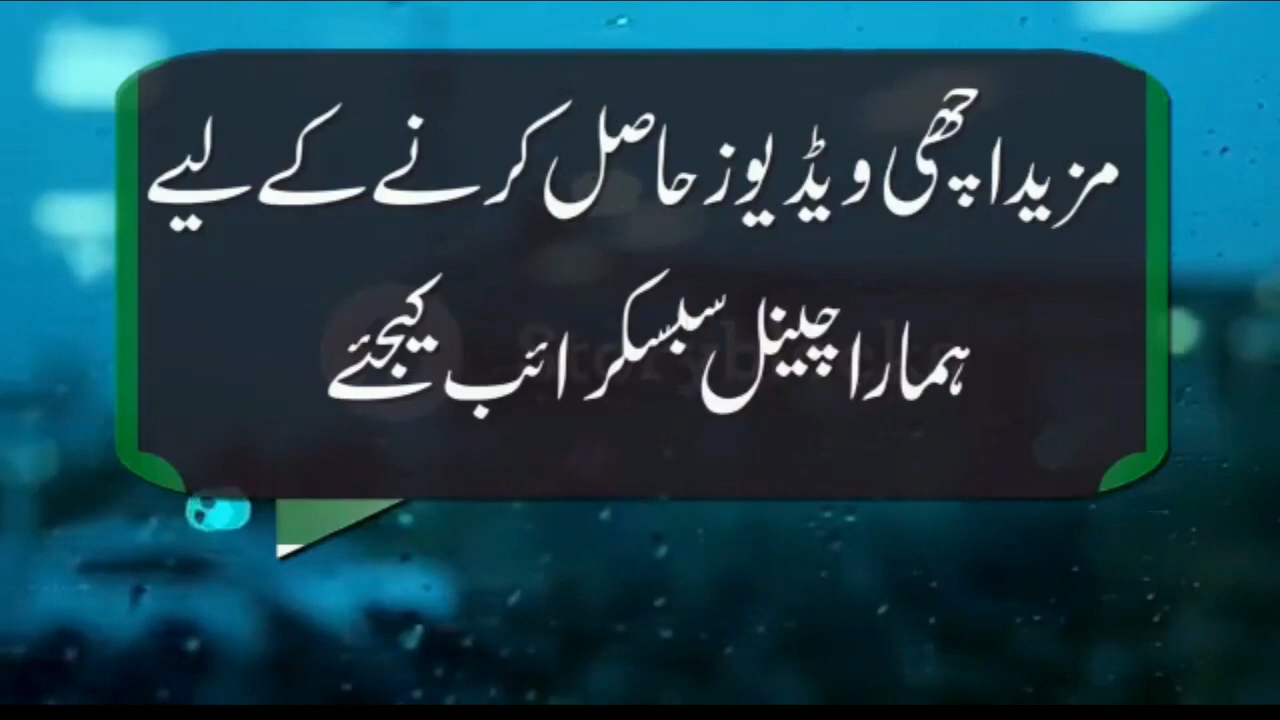 مزید اچھی ویڈیوز حاصل کرنے کے لیے
ہمارا چینل سبسکرائب کیجئے